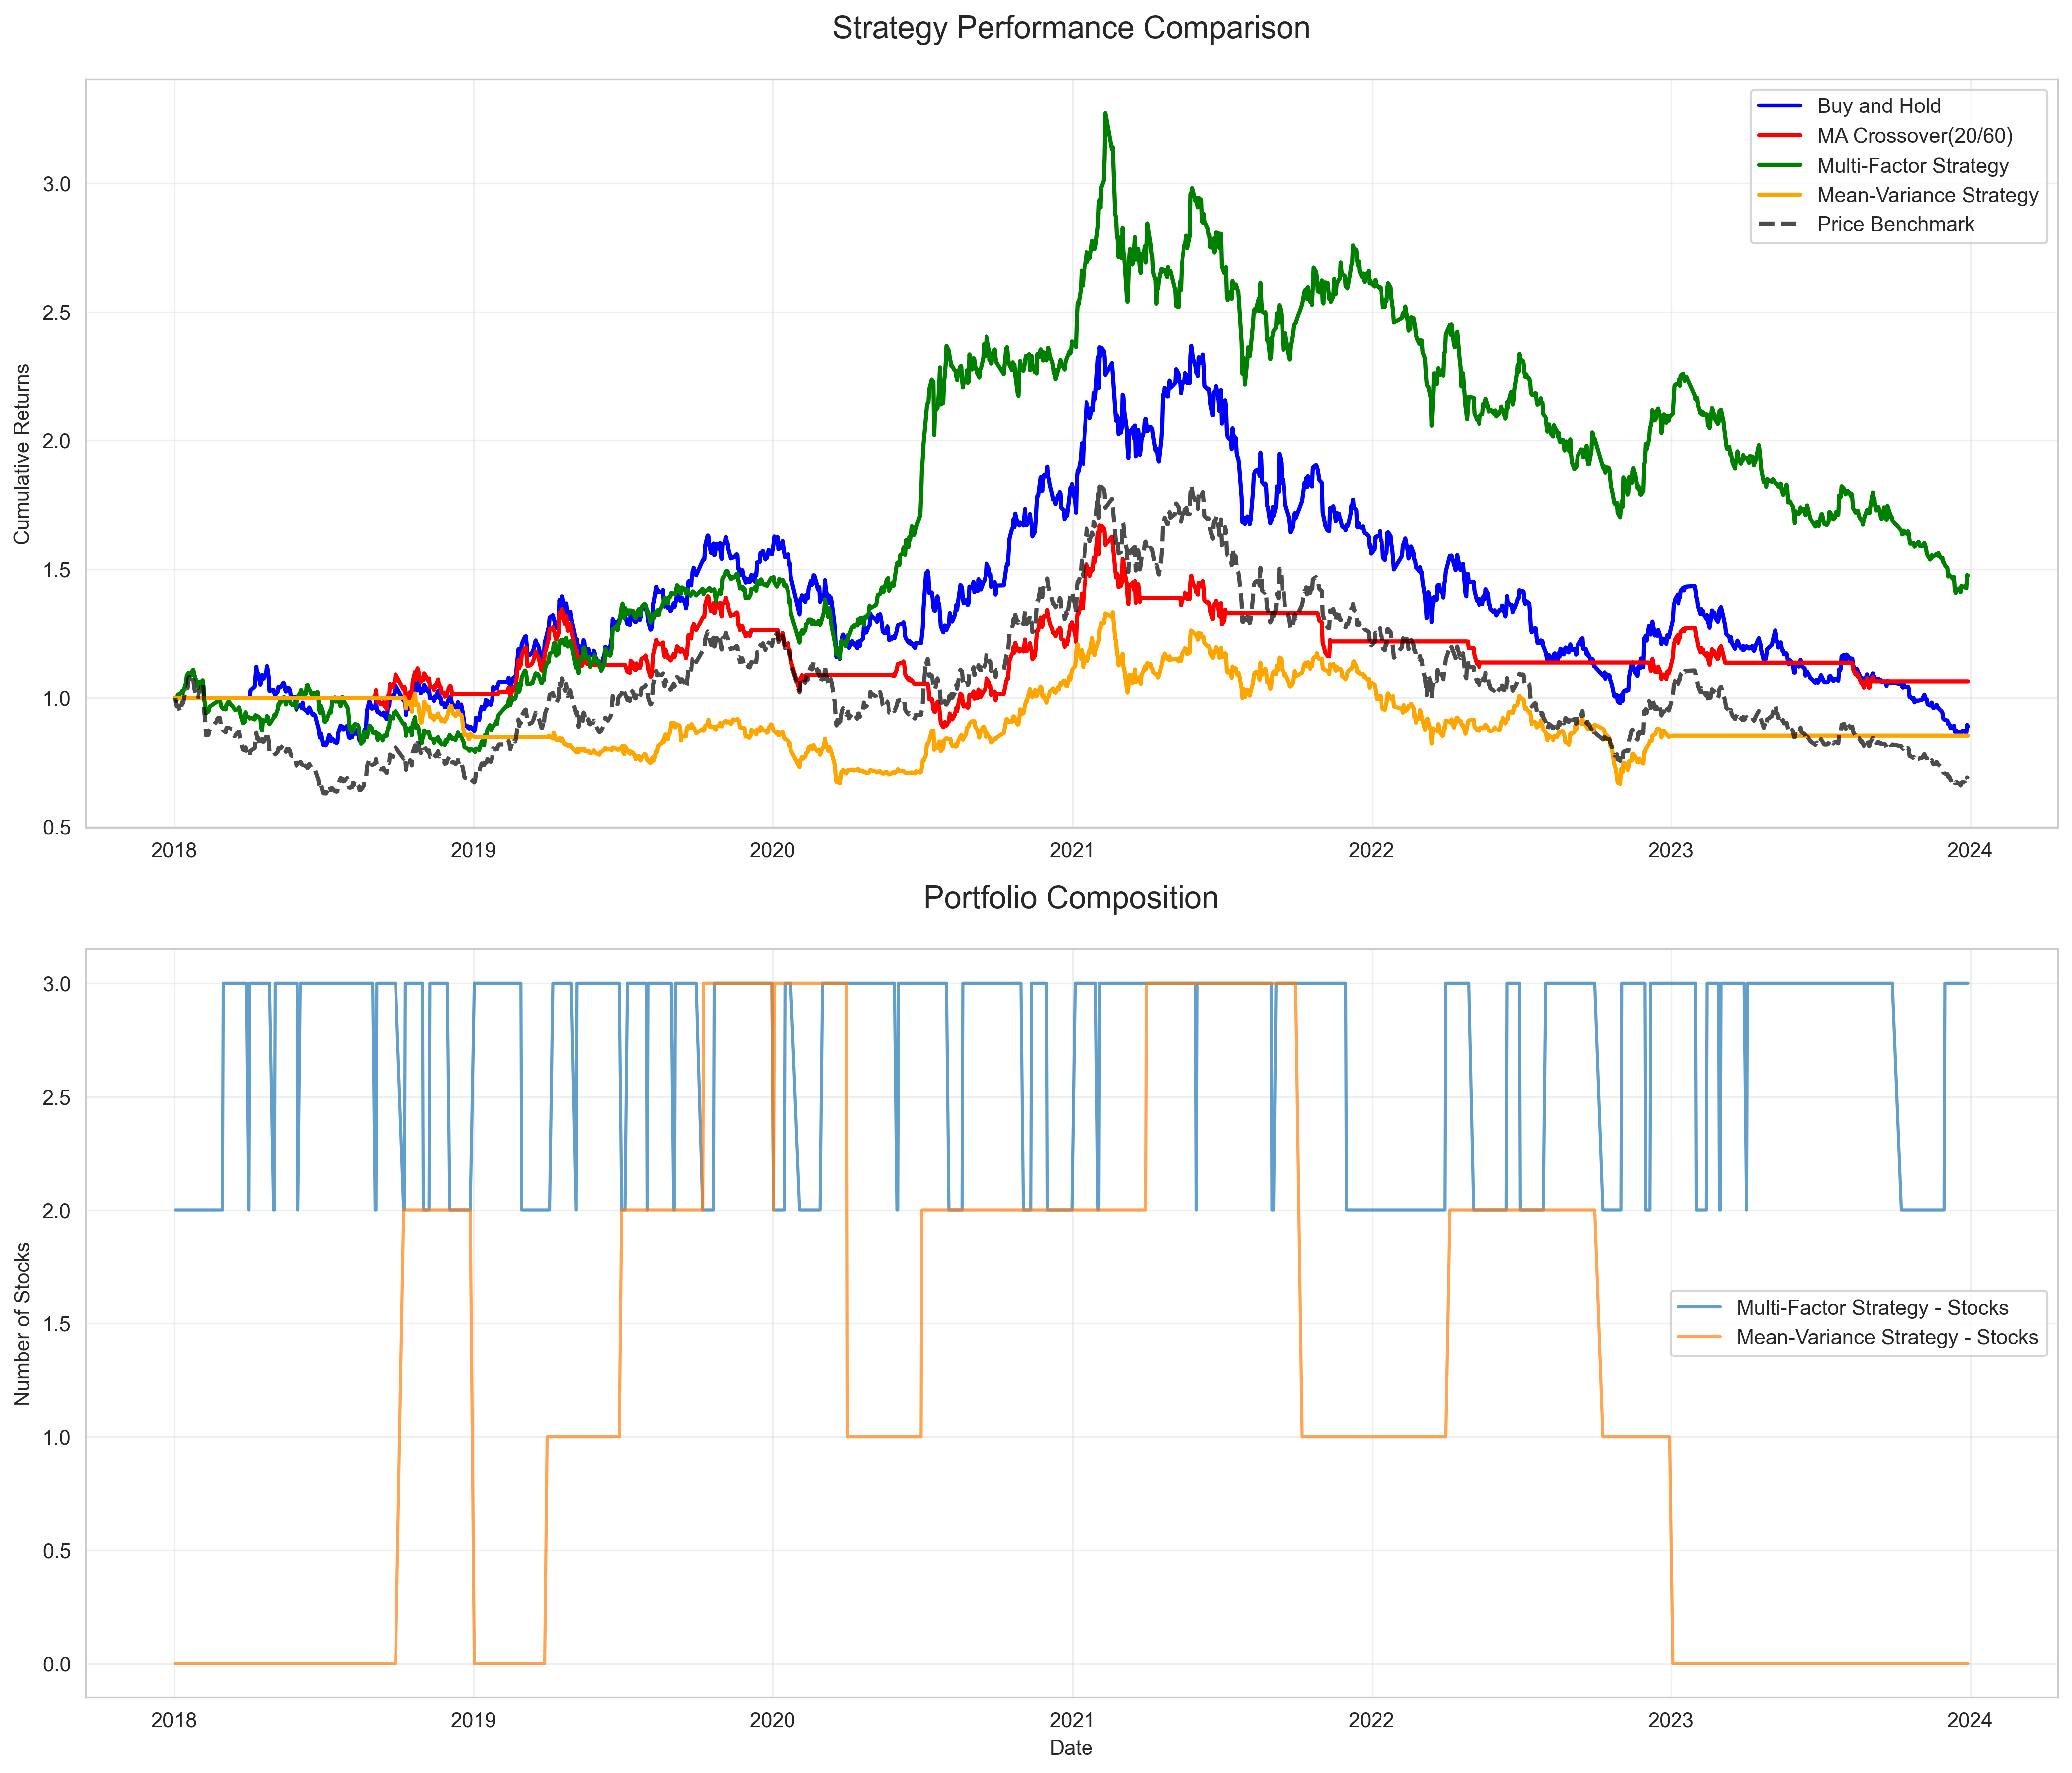 Strategy Performance Comparison
Cumulative Returns
3.0
2.5
2.0
1.5
1.0
0.5
Buy and Hold
MA Crossover(20/60)
Multi-Factor Strategy
Mean-Variance Strategy
Price Benchmark
2018 2019 2020 2021 2022 2023 2024
Portfolio Composition
Number of Stocks
3.0
2.5
2.0
1.5
1.0
0.5
0.0
Multi-Factor Strategy - Stocks
Mean-Variance Strategy - Stocks
2018 2019 2020 2021 2022 2023 2024
Date